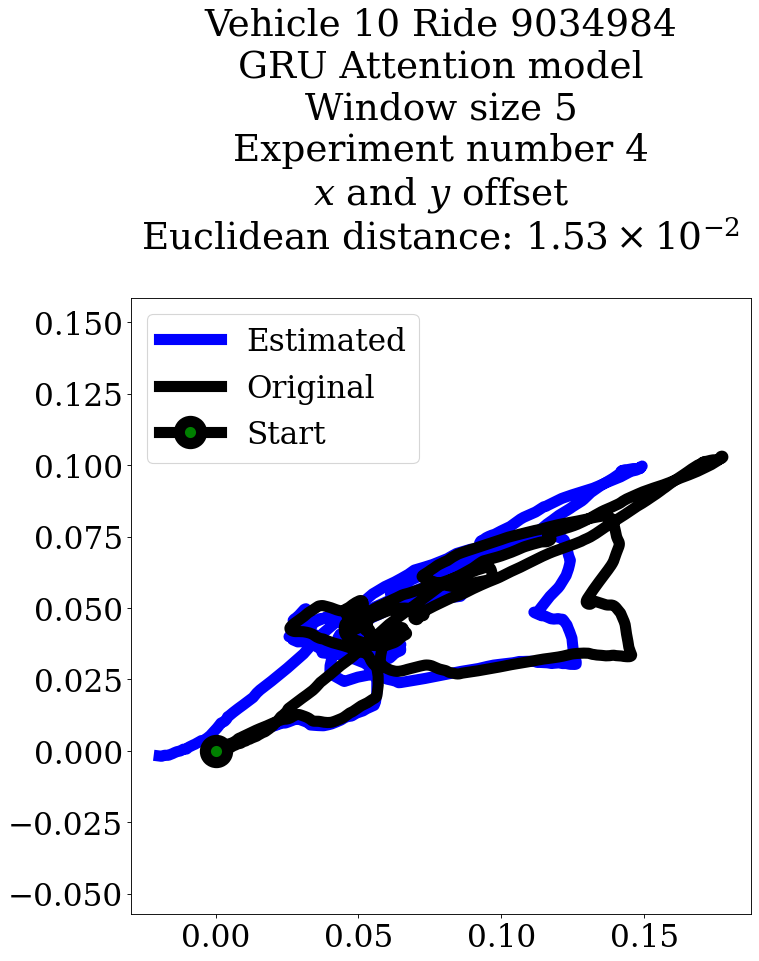 Vehicle 10 Ride 9034984
GRU Attention model
Window size 5
Experiment number 4
x and y offset
Euclidean distance: 1.53 × 10⁻²
0.150
0.125
0.100
0.075
0.050
0.025
0.000
−0.025
−0.050
Estimated
Original
Start
0.00 0.05 0.10 0.15